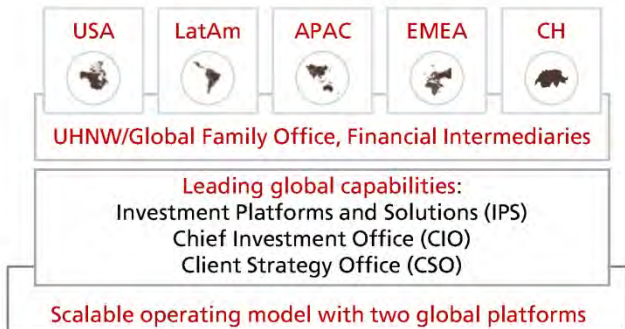 USA LatAm APAC EMEA CH
UHNW/Global Family Office, Financial Intermediaries
Leading global capabilities:
Investment Platforms and Solutions (IPS)
Chief Investment Office (CIO)
Client Strategy Office (CSO)
Scalable operating model with two global platforms